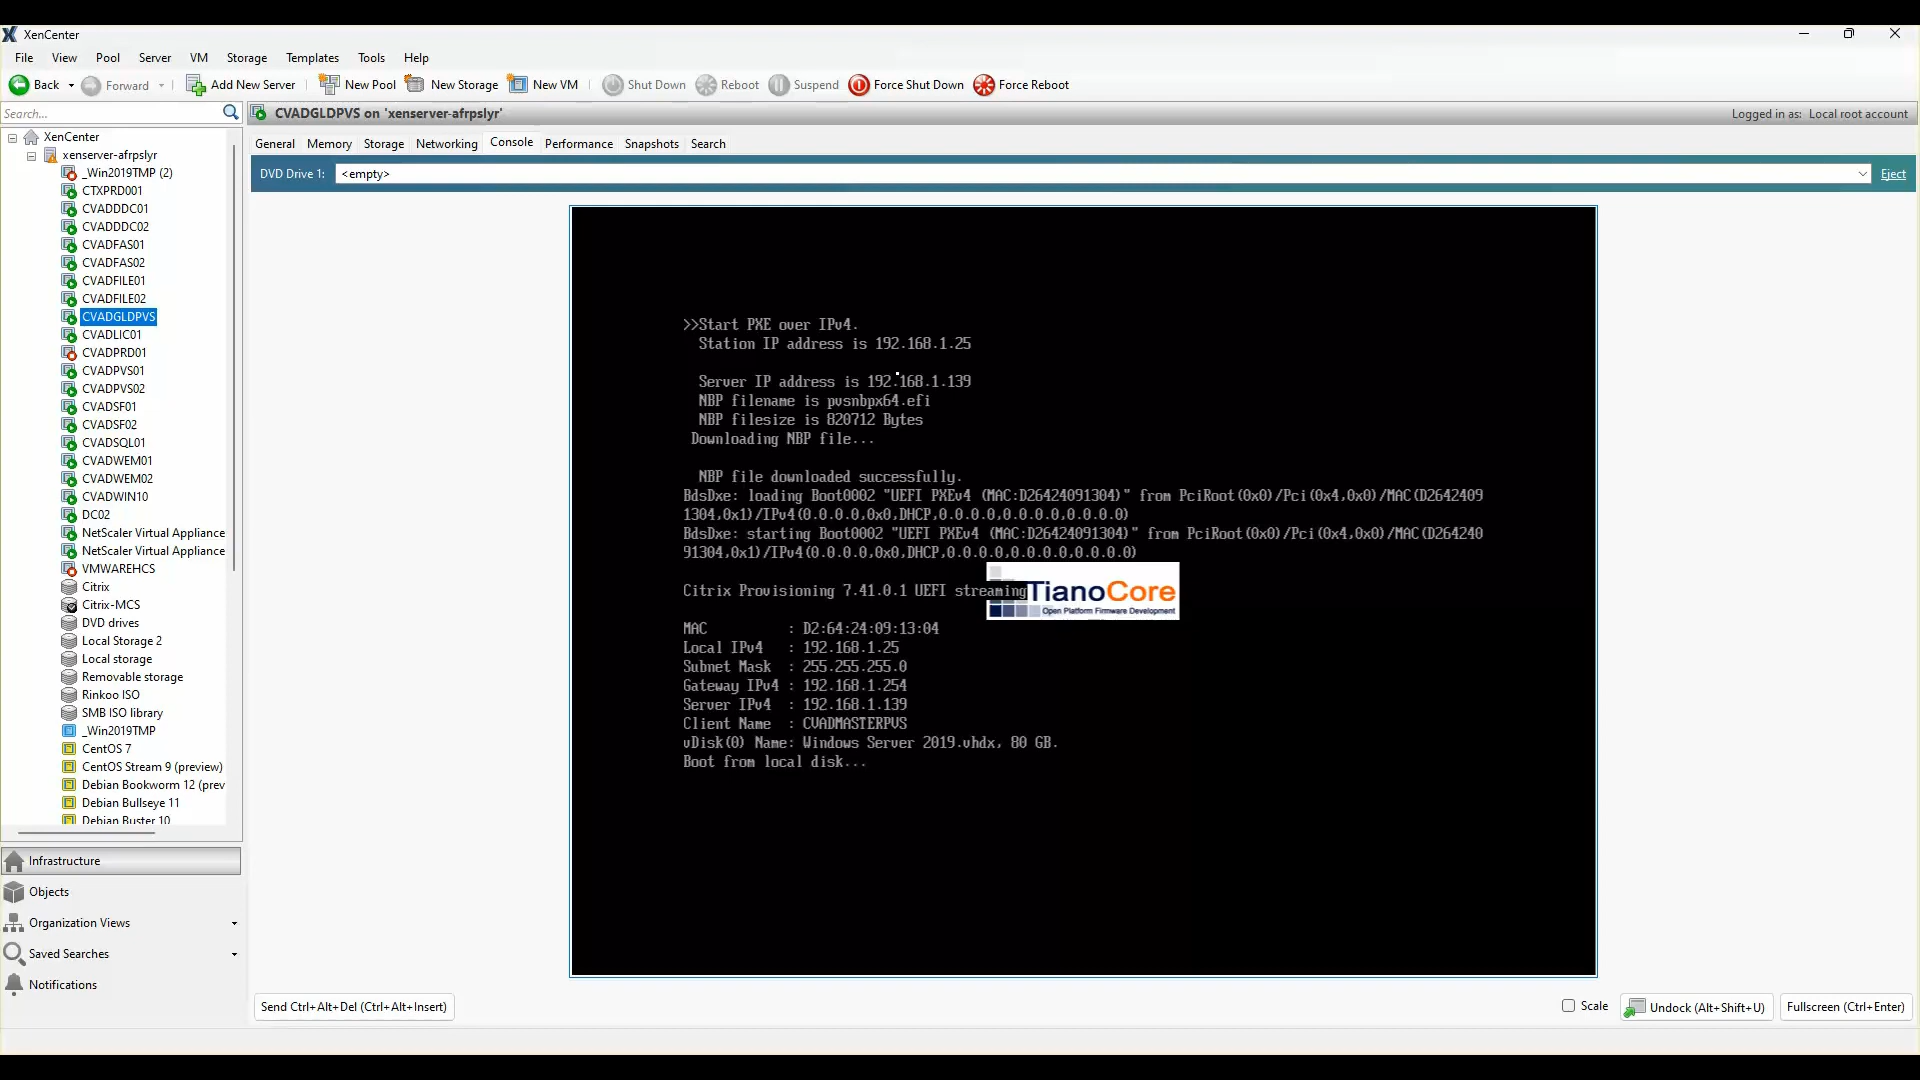 XenCenter
File View Pool Server VM Storage Templates Tools Help
Back Forward Add New Server New Pool New Storage New VM Shut Down Reboot Suspend Force Shut Down Force Reboot
Search...
CVADGLDPVS on 'xenserver-afrpslyr'
Logged in as: Local root account
General Memory Storage Networking Console Performance Snapshots Search
DVD Drive 1: <empty> Eject
XenCenter
xenserver-afrpslyr
_Win2019TMP (2)
CTXPRD001
CVADDDC01
CVADDDC02
CVADFAS01
CVADFAS02
CVADFILE01
CVADFILE02
CVADGLDPVS
CVADLIC01
CVADPRD01
CVADPVS01
CVADPVS02
CVADSF01
CVADSF02
CVADSQL01
CVADWEM01
CVADWEM02
CVADWIN10
DC02
NetScaler Virtual Appliance
NetScaler Virtual Appliance
VMWAREHCS
Citrix
Citrix-MCS
DVD drives
Local Storage 2
Local storage
Removable storage
Rinkoo ISO
SMB ISO library
_Win2019TMP
CentOS 7
CentOS Stream 9 (preview)
Debian Bookworm 12 (prev
Debian Bullseye 11
Debian Buster 10
Infrastructure
Objects
Organization Views
Saved Searches
Notifications
>>Start PXE over IPv4.
Station IP address is 192.168.1.25
Server IP address is 192.168.1.139
NBP filename is pvsnbpx64.efi
NBP filesize is 820712 Bytes
Downloading NBP file...
NBP file downloaded successfully.
BdsDxe: loading Boot0002 "UEFI PXEv4 (MAC:D26424091304)" from PciRoot(0x0)/Pci(0x4,0x0)/MAC(D2642409
1304,0x1)/IPv4(0.0.0.0,0x0,DHCP,0.0.0.0,0.0.0.0,0.0.0.0)
BdsDxe: starting Boot0002 "UEFI PXEv4 (MAC:D26424091304)" from PciRoot(0x0)/Pci(0x4,0x0)/MAC(D264240
91304,0x1)/IPv4(0.0.0.0,0x0,DHCP,0.0.0.0,0.0.0.0,0.0.0.0)
Citrix Provisioning 7.41.0.1 UEFI streaming
TianoCore
Open Platform Firmware Development
MAC : D2:64:24:09:13:04
Local IPv4 : 192.168.1.25
Subnet Mask : 255.255.255.0
Gateway IPv4 : 192.168.1.254
Server IPv4 : 192.168.1.139
Client Name : CVADMASTERPVS
vDisk(0) Name: Windows Server 2019.vhdx, 80 GB.
Boot from local disk...
Send Ctrl+Alt+Del (Ctrl+Alt+Insert)
Scale Undock (Alt+Shift+U) Fullscreen (Ctrl+Enter)